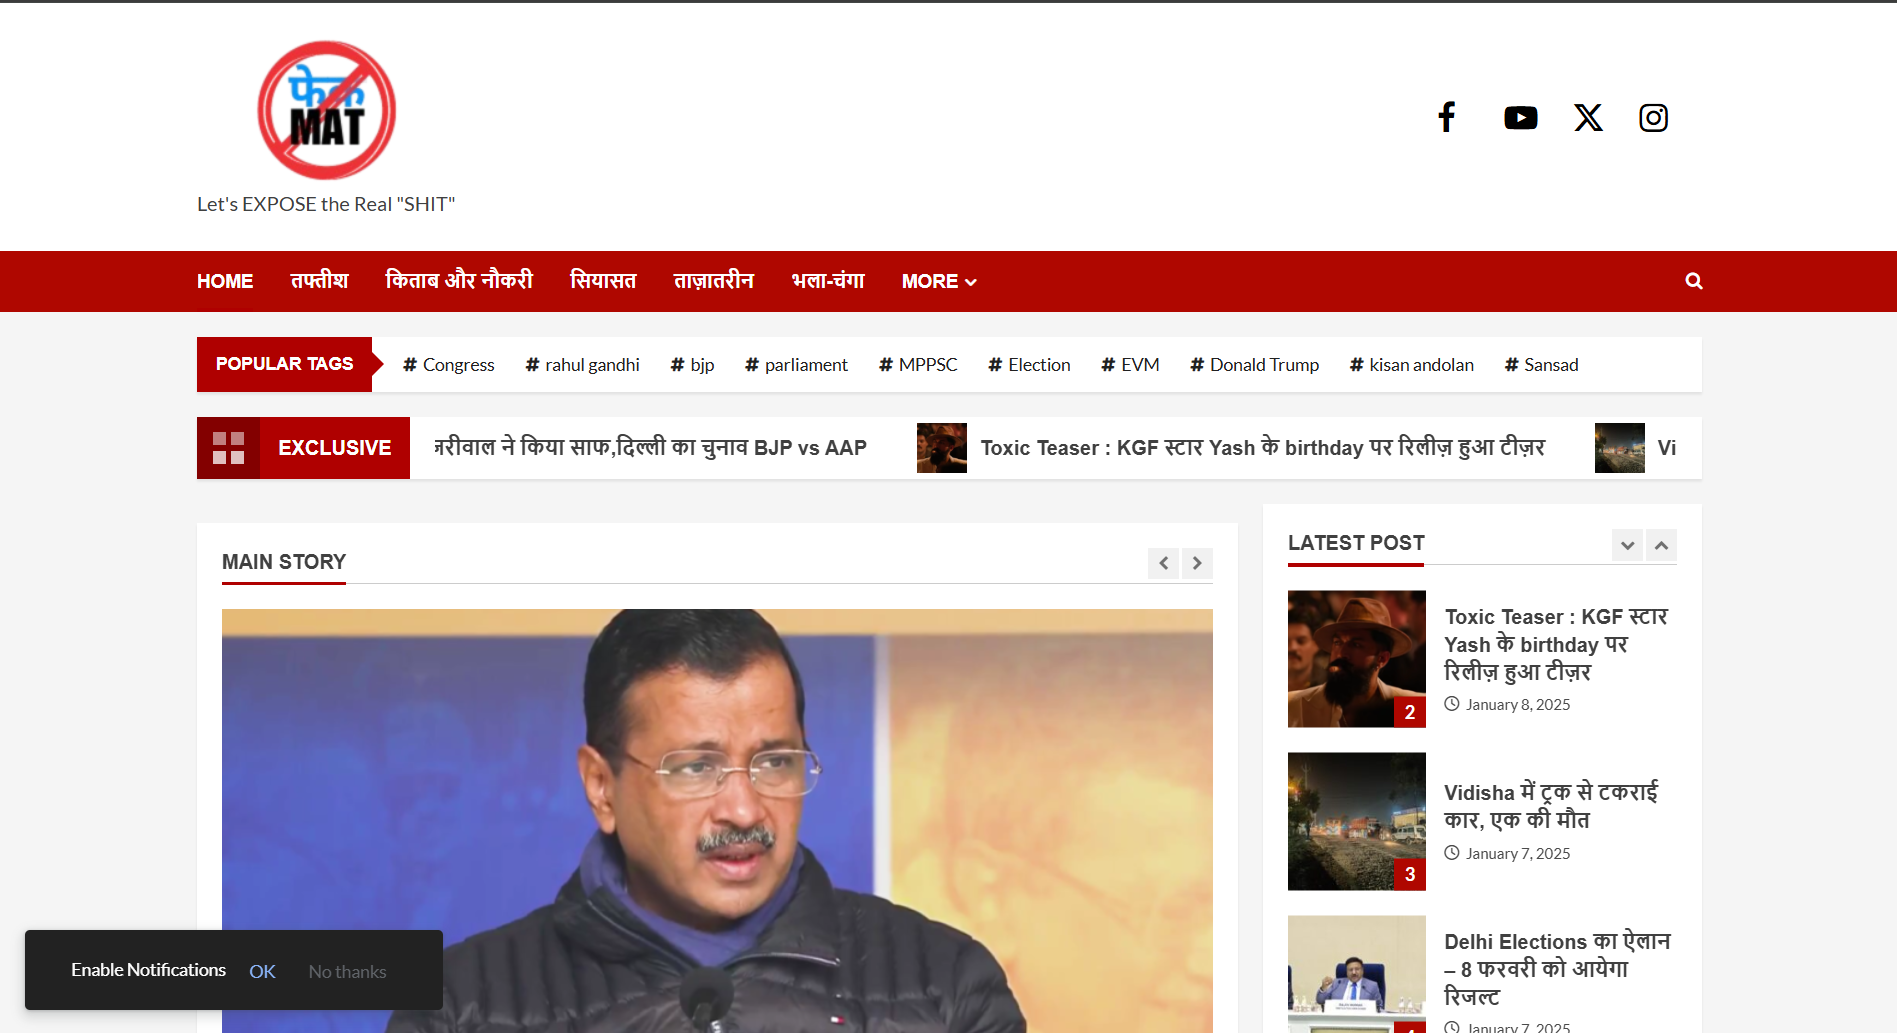 फेक
MAT
Let's EXPOSE the Real "SHIT"
HOME तफ्तीश किताब और नौकरी सियासत ताज़ातरीन भला-चंगा MORE
POPULAR TAGS # Congress # rahul gandhi # bjp # parliament # MPPSC # Election # EVM # Donald Trump # kisan andolan # Sansad
EXCLUSIVE जरीवाल ने किया साफ,दिल्ली का चुनाव BJP vs AAP Toxic Teaser : KGF स्टार Yash के birthday पर रिलीज़ हुआ टीज़र Vi
MAIN STORY
LATEST POST
Toxic Teaser : KGF स्टार
Yash के birthday पर
रिलीज़ हुआ टीज़र
January 8, 2025
2
Vidisha में ट्रक से टकराई
कार, एक की मौत
January 7, 2025
3
Delhi Elections का ऐलान
– 8 फरवरी को आयेगा
रिजल्ट
January 7, 2025
Enable Notifications OK No thanks